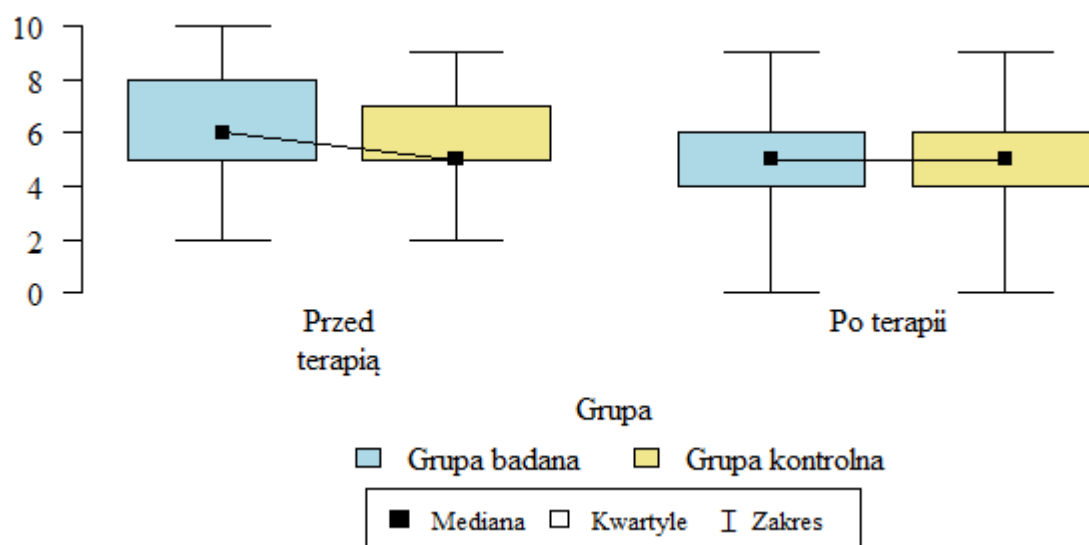 10
8
6
4
2
0
Przed
terapią
Po terapii
Grupa
Grupa badana Grupa kontrolna
Mediana Kwartyle Zakres